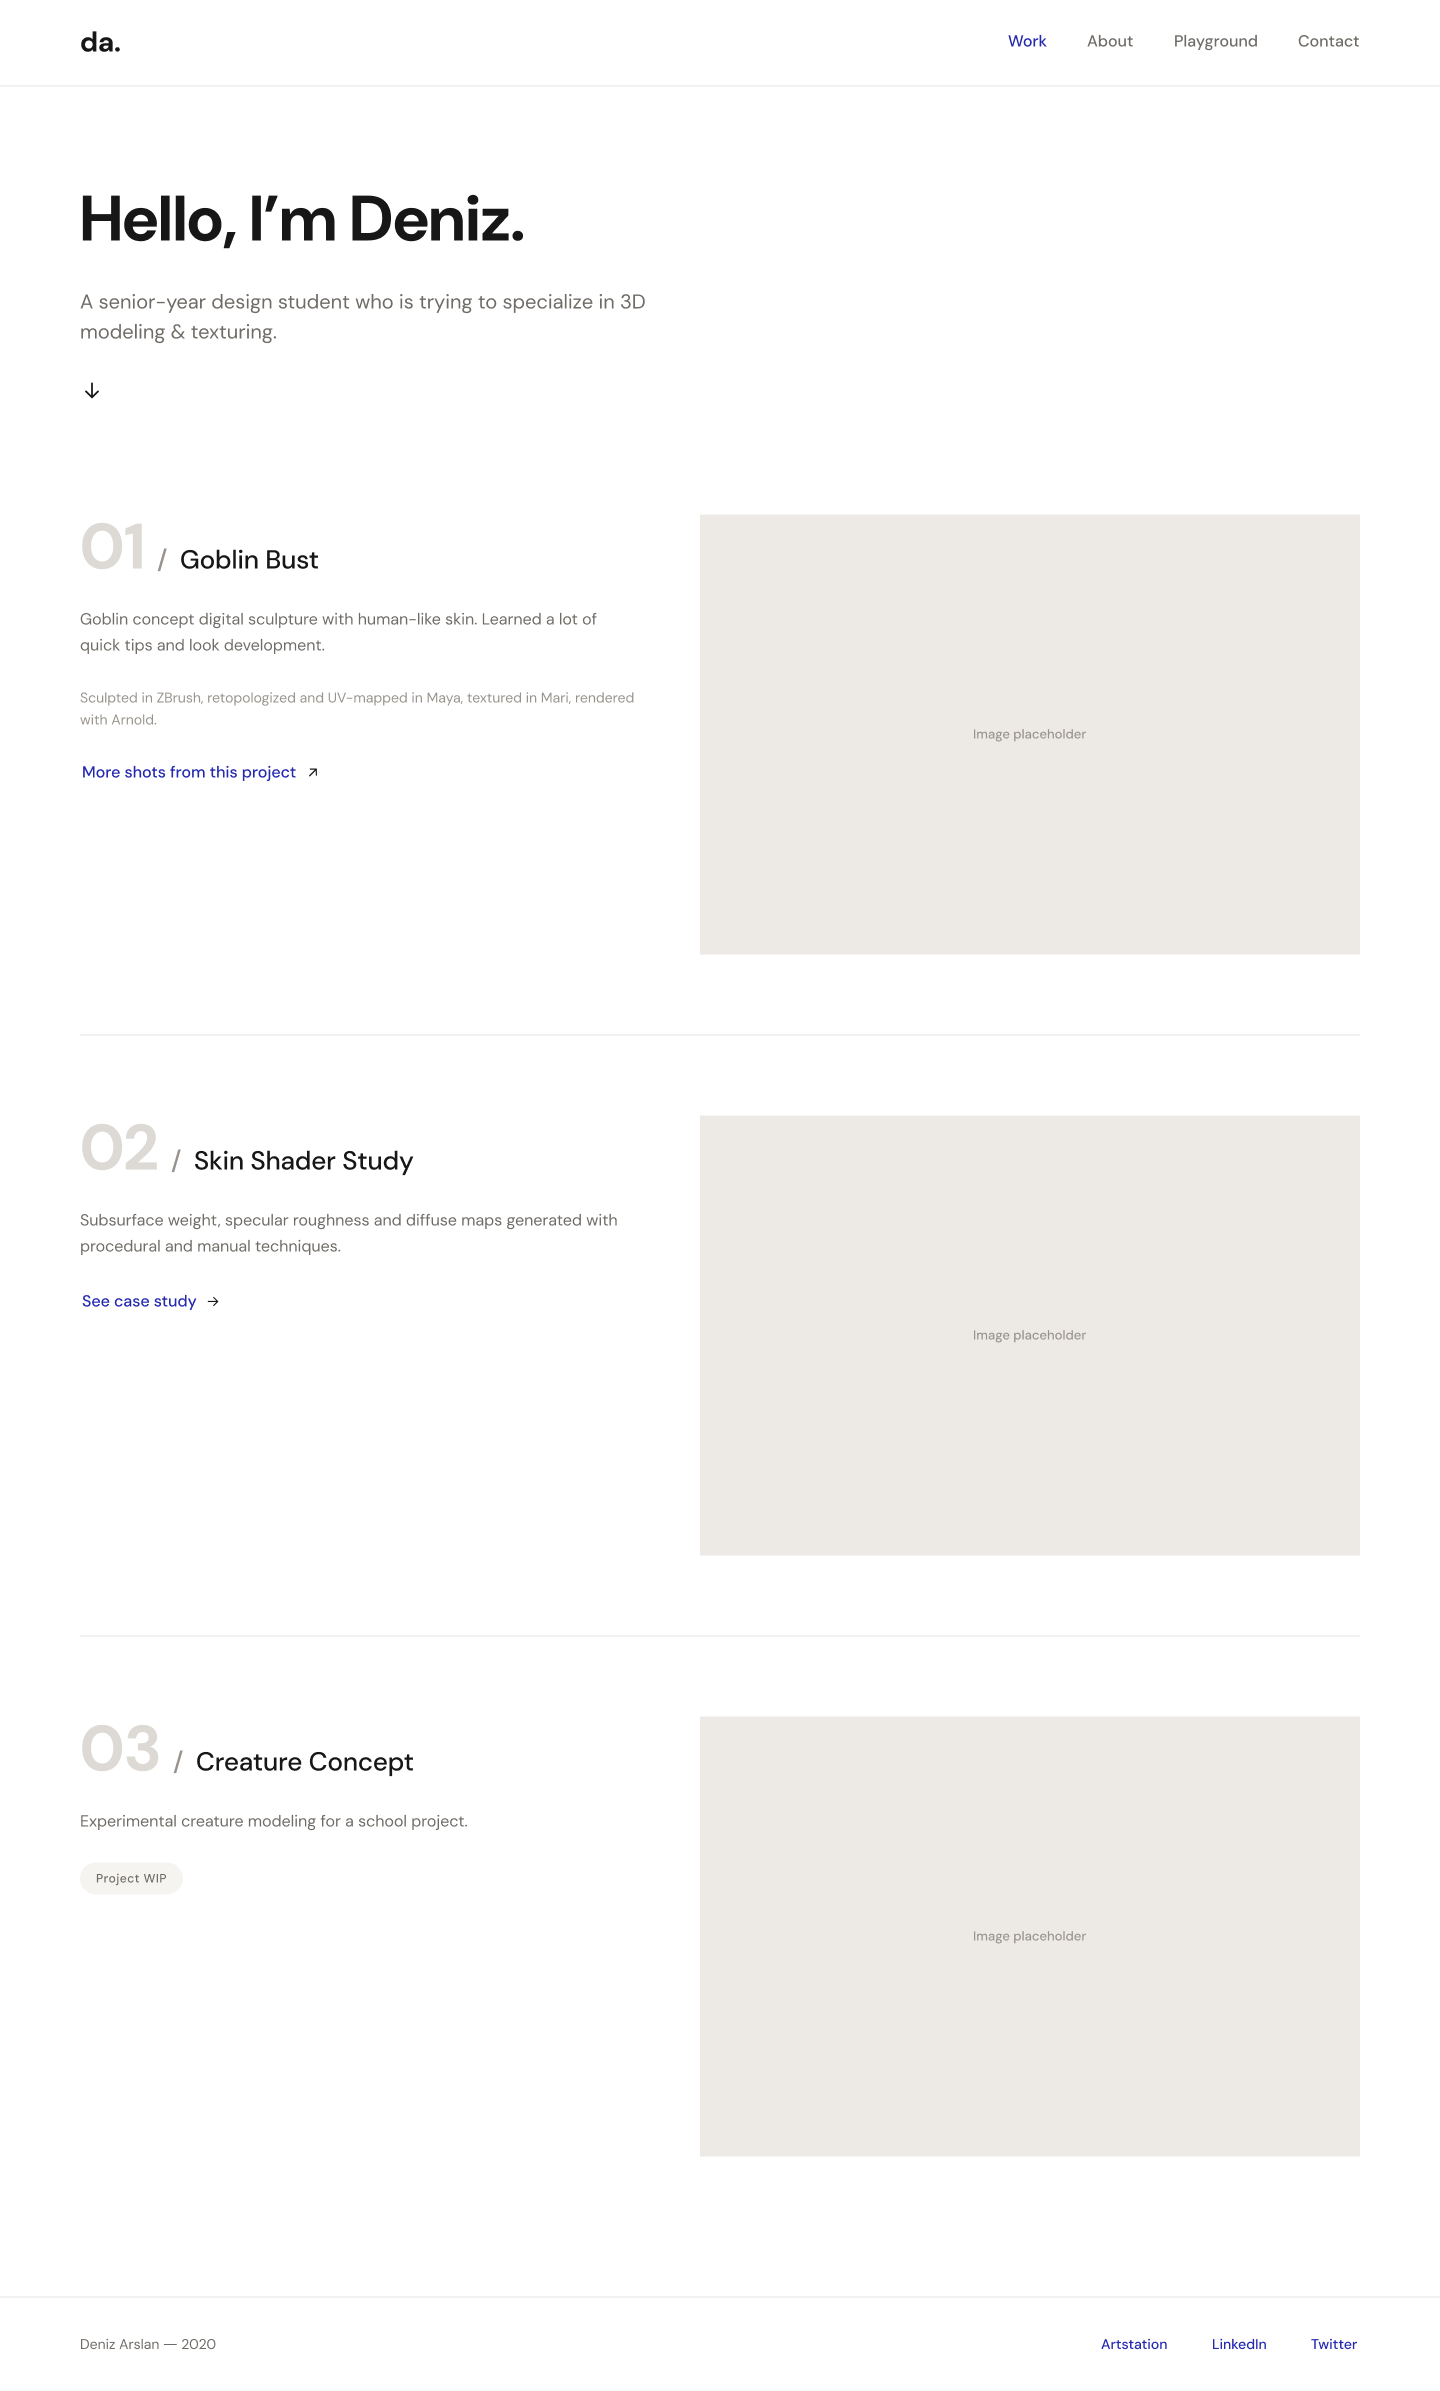 da.
Work
About
Playground
Contact
Hello, I’m Deniz.
A senior-year design student who is trying to specialize in 3D
modeling & texturing.
01 / Goblin Bust
Goblin concept digital sculpture with human-like skin. Learned a lot of
quick tips and look development.
Sculpted in ZBrush, retopologized and UV-mapped in Maya, textured in Mari, rendered
with Arnold.
More shots from this project
Image placeholder
02 / Skin Shader Study
Subsurface weight, specular roughness and diffuse maps generated with
procedural and manual techniques.
See case study
Image placeholder
03 / Creature Concept
Experimental creature modeling for a school project.
Project WIP
Image placeholder
Deniz Arslan — 2020
Artstation
LinkedIn
Twitter